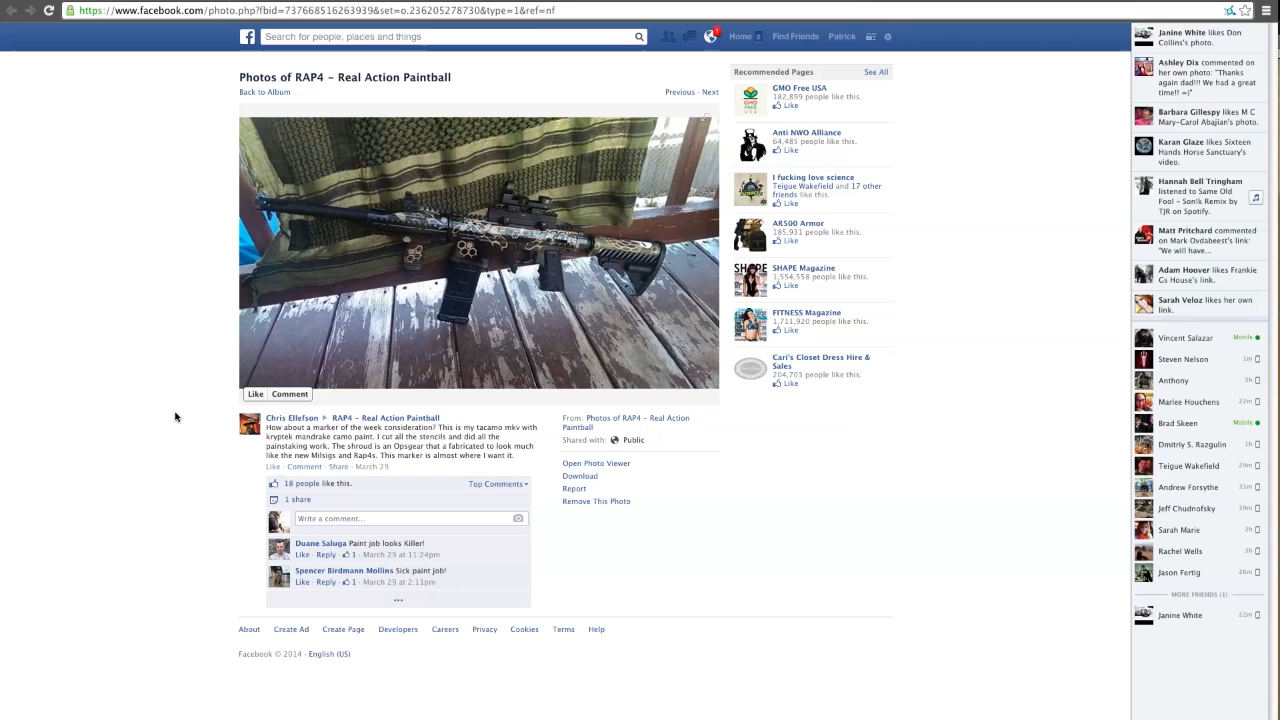 https://www.facebook.com/photo.php?fbid=737668516263939&set=o.236205278730&type=1&ref=nf
Search for people, places and things
1
Home 2
Find Friends
Patrick
Photos of RAP4 – Real Action Paintball
Back to Album
Previous · Next
Like Comment
Chris Ellefson ▸ RAP4 – Real Action Paintball
How about a marker of the week consideration? This is my tacamo mkv with
kryptek mandrake camo paint. I cut all the stencils and did all the
painstaking work. The shroud is an Opsgear that a fabricated to look much
like the new Milsigs and Rap4s. This marker is almost where I want it.
Like · Comment · Share · March 29
18 people like this.
Top Comments
1 share
Write a comment...
Duane Saluga Paint job looks Killer!
Like · Reply · 1 · March 29 at 11:24pm
Spencer Birdmann Mollins Sick paint job!
Like · Reply · 1 · March 29 at 2:11pm
...
From: Photos of RAP4 – Real Action
Paintball
Shared with: Public
Open Photo Viewer
Download
Report
Remove This Photo
Recommended Pages
See All
GMO Free USA
182,899 people like this.
Like
Anti NWO Alliance
64,485 people like this.
Like
I fucking love science
Teigue Wakefield and 17 other
friends like this.
Like
AR500 Armor
185,931 people like this.
Like
SHAPE Magazine
1,554,558 people like this.
Like
FITNESS Magazine
1,711,920 people like this.
Like
Cari's Closet Dress Hire &
Sales
204,703 people like this.
Like
About
Create Ad
Create Page
Developers
Careers
Privacy
Cookies
Terms
Help
Facebook © 2014 · English (US)
Janine White likes Don
Collins's photo.
Ashley Dix commented on
her own photo: "Thanks
again dad!!! We had a great
time!! =)"
Barbara Gillespy likes M C
Mary-Carol Abajian's photo.
Karan Glaze likes Sixteen
Hands Horse Sanctuary's
video.
Hannah Bell Tringham
listened to Same Old
Fool – Son!k Remix by
TJR on Spotify.
Matt Pritchard commented
on Mark Ovdabeest's link:
"We will have...
Adam Hoover likes Frankie
Gs House's link.
Sarah Veloz likes her own
link.
Vincent Salazar Mobile
Steven Nelson 1m
Anthony 3h
Marlee Houchens 22m
Brad Skeen Mobile
Dmitriy S. Razgulin 1h
Teigue Wakefield 29m
Andrew Forsythe 35m
Jeff Chudnofsky 39m
Sarah Marie 2h
Rachel Wells 3h
Jason Fertig 26m
MORE FRIENDS (1)
Janine White 22m